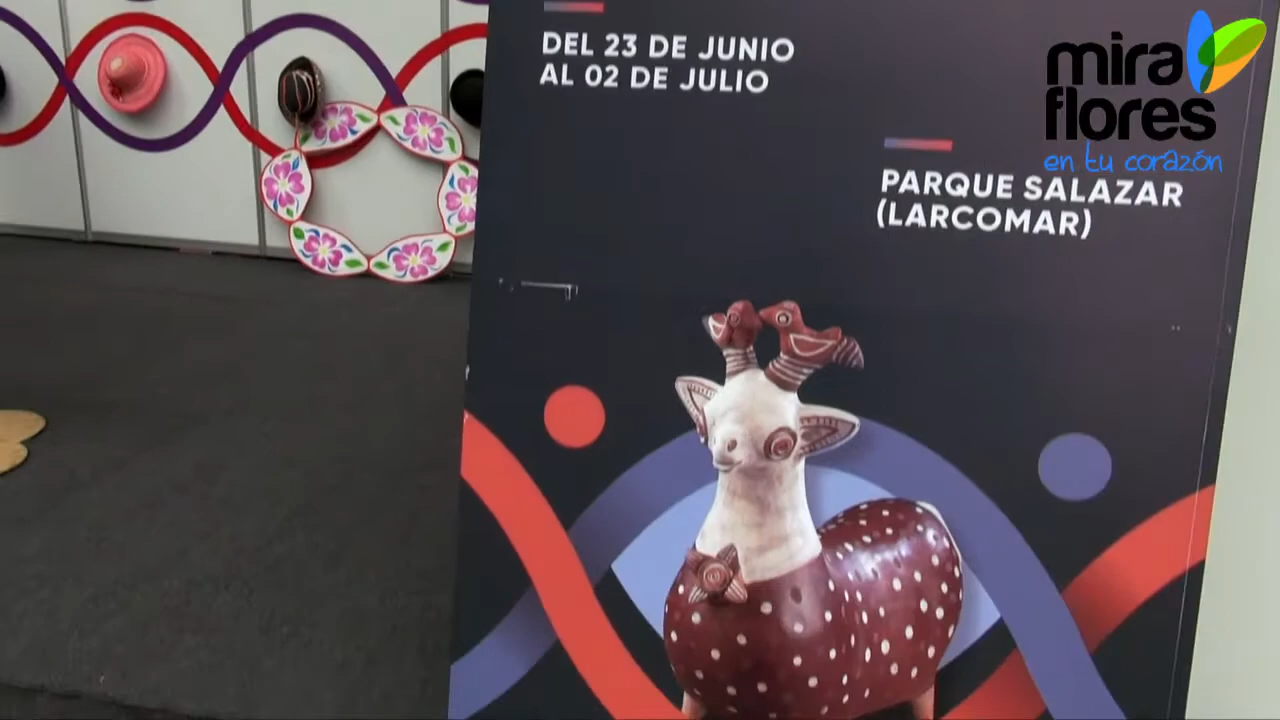 DEL 23 DE JUNIO
AL 02 DE JULIO
mira
flores
en tu corazón
PARQUE SALAZAR
(LARCOMAR)